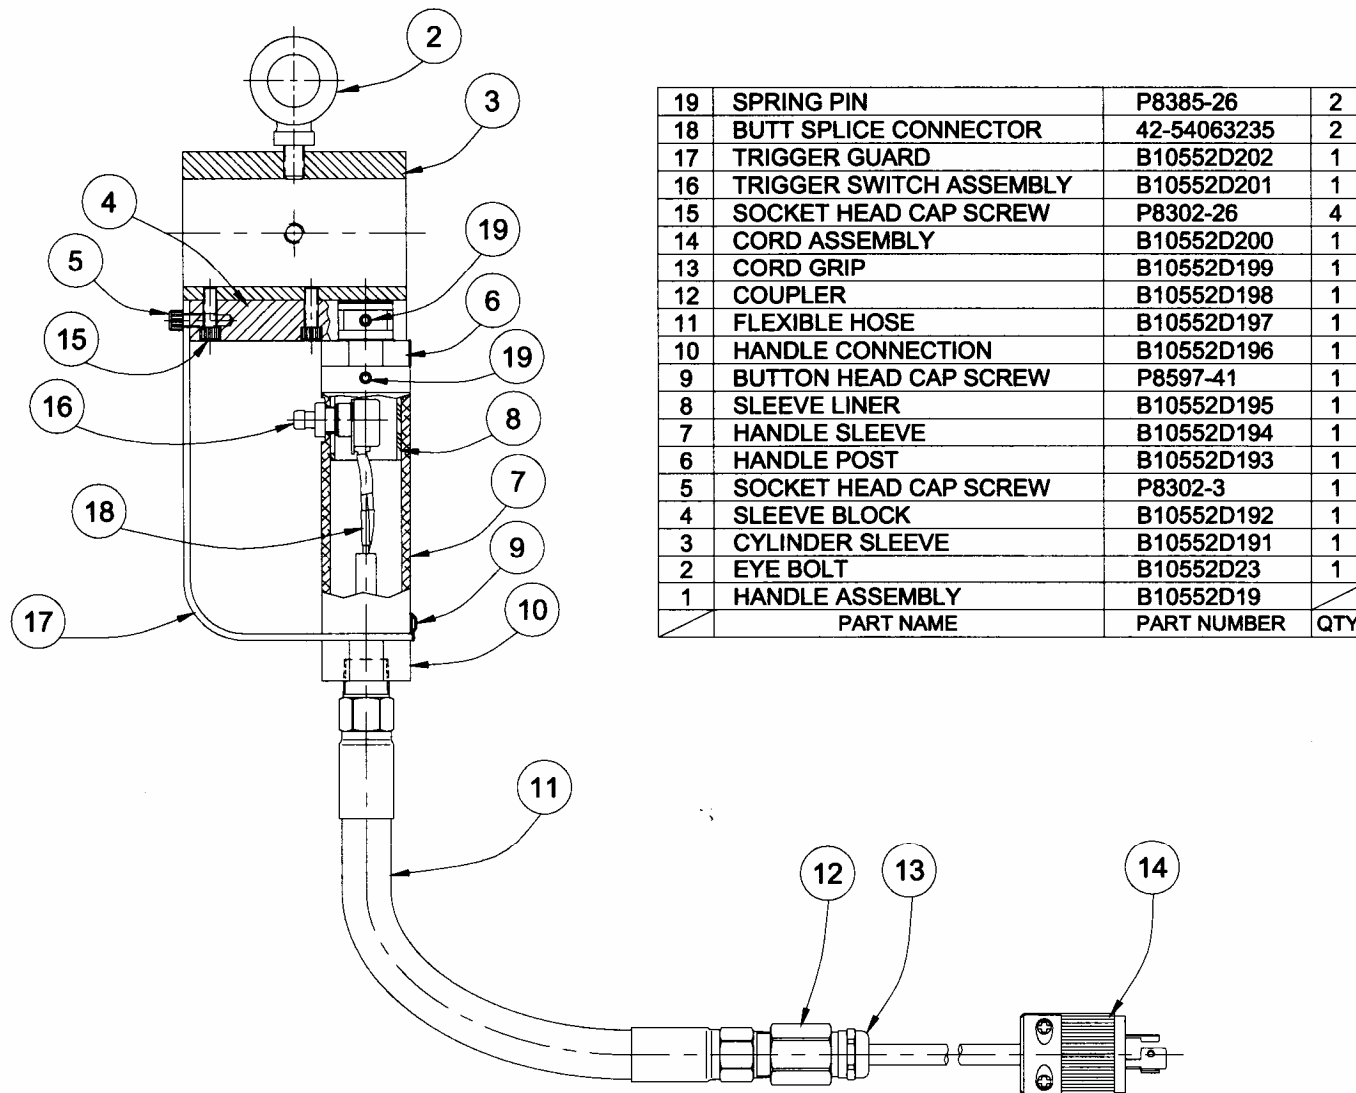 2
3
4
19
5
6
15
19
16
8
7
18
9
17
10
11
12
13
14
19 SPRING PIN P8385-26 2
18 BUTT SPLICE CONNECTOR 42-54063235 2
17 TRIGGER GUARD B10552D202 1
16 TRIGGER SWITCH ASSEMBLY B10552D201 1
15 SOCKET HEAD CAP SCREW P8302-26 4
14 CORD ASSEMBLY B10552D200 1
13 CORD GRIP B10552D199 1
12 COUPLER B10552D198 1
11 FLEXIBLE HOSE B10552D197 1
10 HANDLE CONNECTION B10552D196 1
9 BUTTON HEAD CAP SCREW P8597-41 1
8 SLEEVE LINER B10552D195 1
7 HANDLE SLEEVE B10552D194 1
6 HANDLE POST B10552D193 1
5 SOCKET HEAD CAP SCREW P8302-3 1
4 SLEEVE BLOCK B10552D192 1
3 CYLINDER SLEEVE B10552D191 1
2 EYE BOLT B10552D23 1
1 HANDLE ASSEMBLY B10552D19
PART NAME PART NUMBER QTY